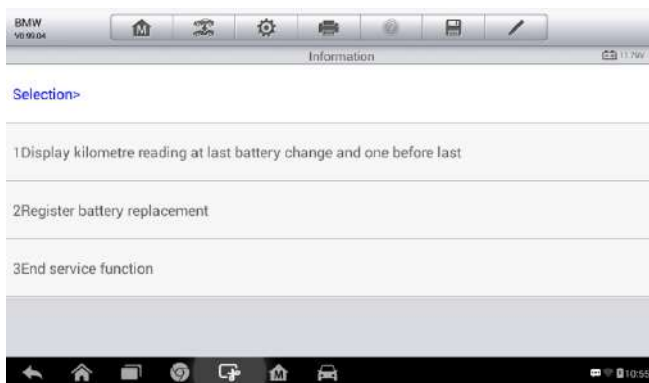 BMW
V0.99.04
Information
11.79V
Selection>
1Display kilometre reading at last battery change and one before last
2Register battery replacement
3End service function
10:55